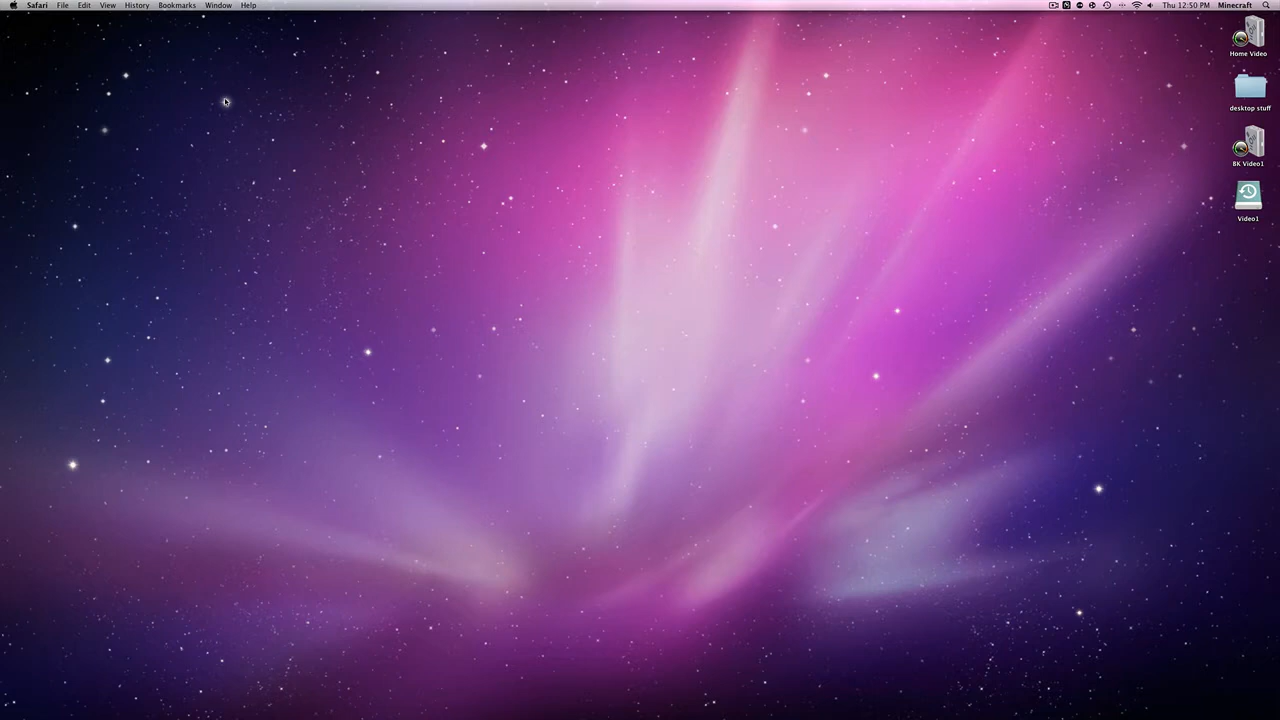 Safari File Edit View History Bookmarks Window Help Thu 12:50 PM Minecraft
Home Video
desktop stuff
BK Video1
Video1